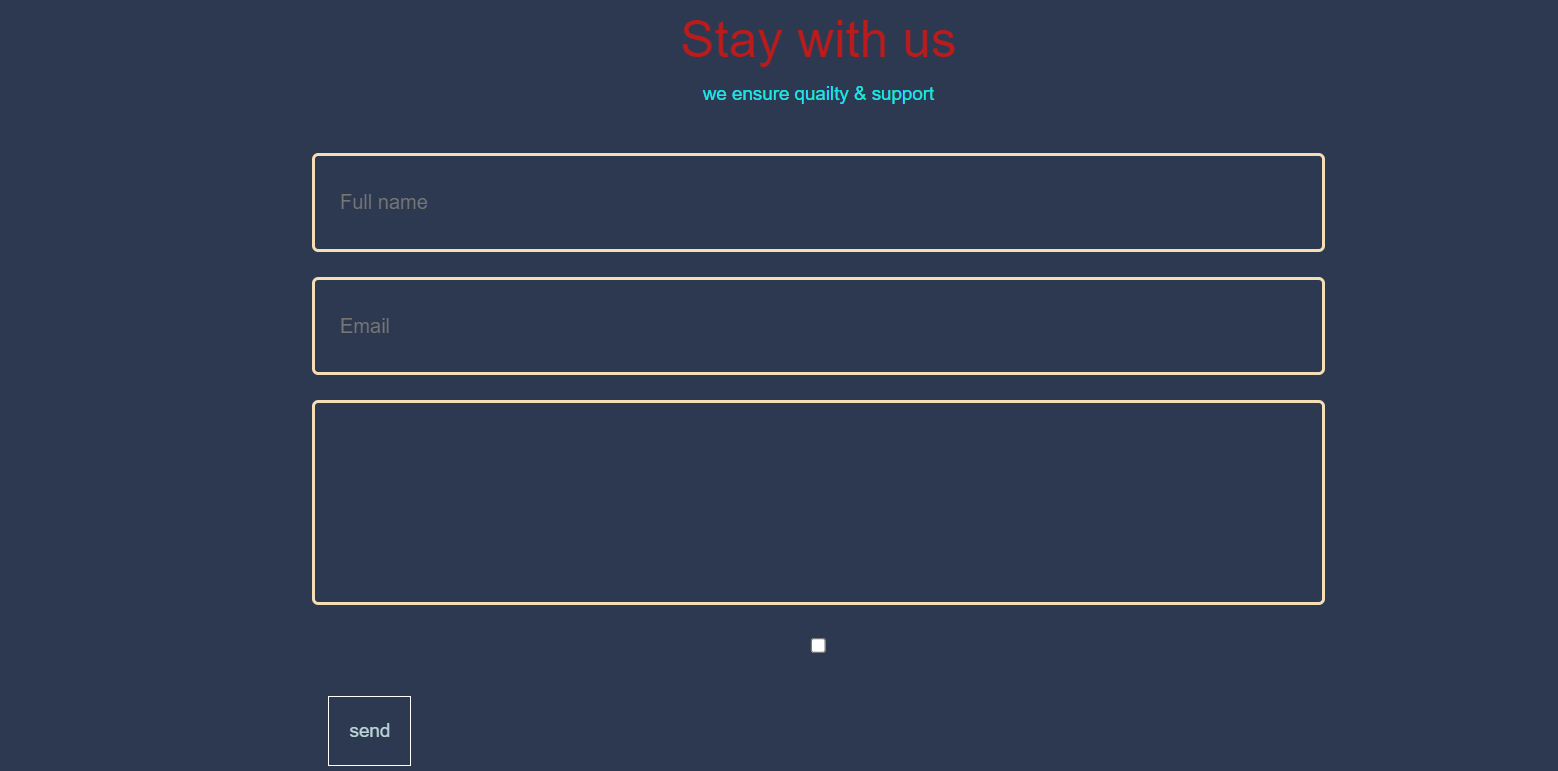 Stay with us
we ensure quailty & support
Full name
Email
send